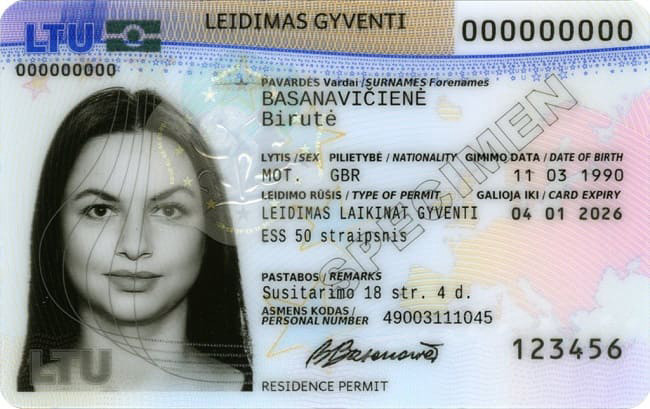 LEIDIMAS GYVENTI
LTU
000000000
000000000
PAVARDĖS Vardai /SURNAMES Forenames
BASANAVIČIENĖ
Birutė
LYTIS /SEX PILIETYBĖ / NATIONALITY GIMIMO DATA / DATE OF BIRTH
MOT. GBR 11 03 1990
LEIDIMO RŪŠIS / TYPE OF PERMIT GALIOJA IKI / CARD EXPIRY
LEIDIMAS LAIKINAI GYVENTI 04 01 2026
ESS 50 straipsnis
PASTABOS / REMARKS
Susitarimo 18 str. 4 d.
ASMENS KODAS /
PERSONAL NUMBER 49003111045
B Basanavič
123456
RESIDENCE PERMIT
LTU
SPECIMEN